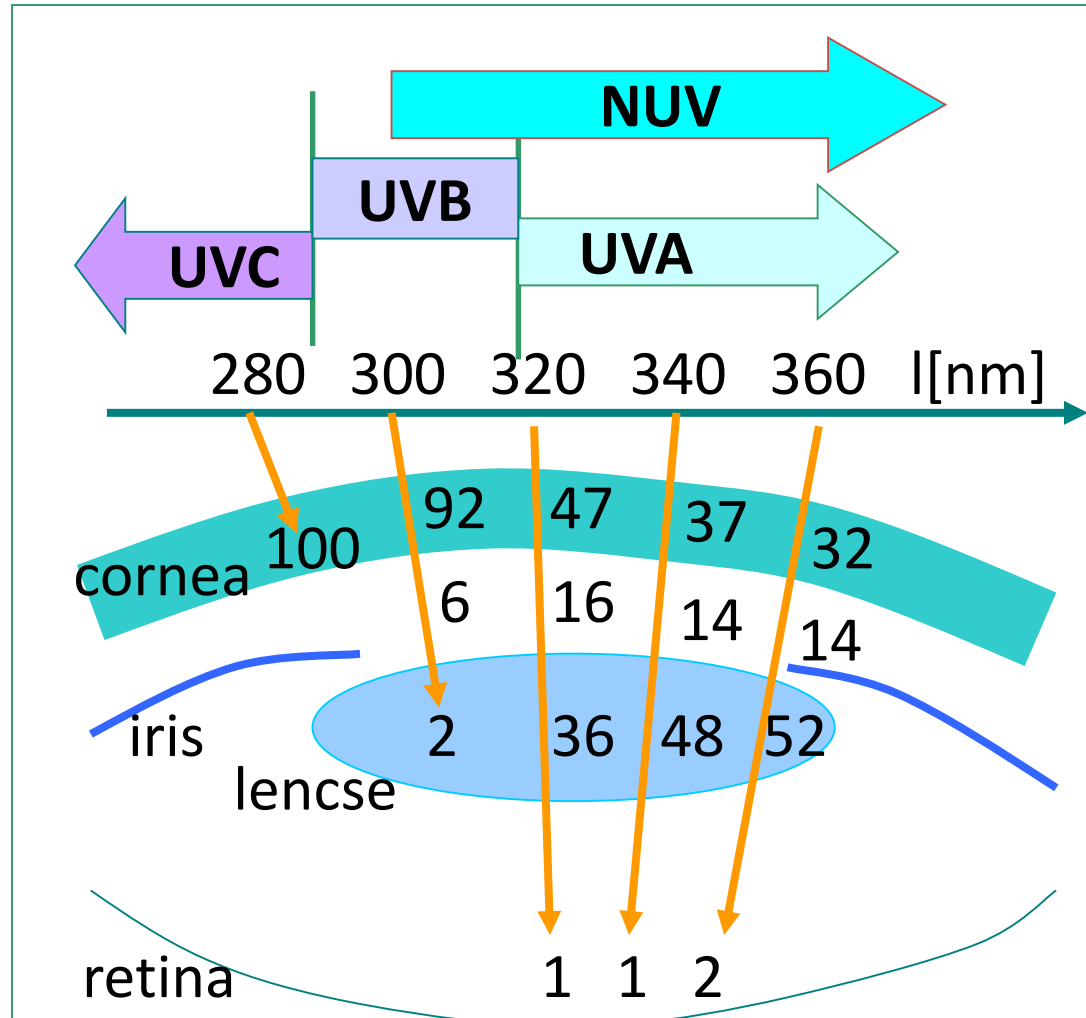 NUV
UVB
UVC UVA
280 300 320 340 360 l[nm]
92 47 37 32
cornea 100
6 16 14 14
iris 2 36 48 52
lencse
retina 1 1 2